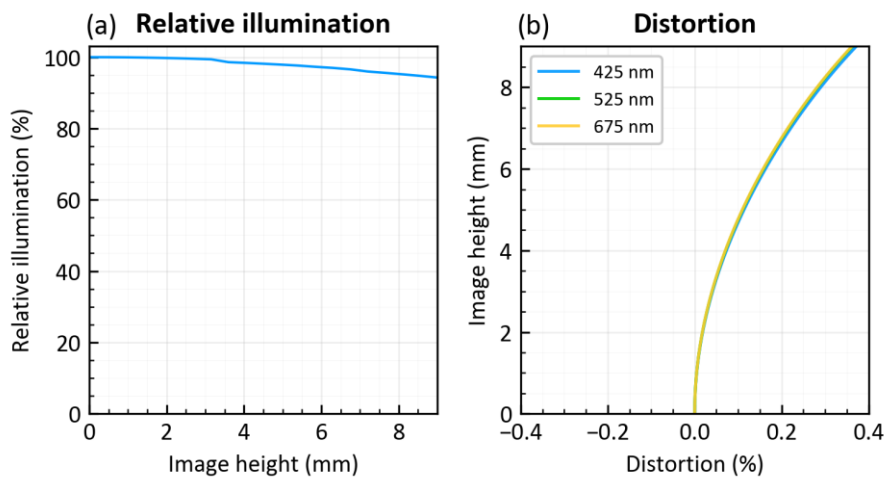 (a) Relative illumination
100
80
60
40
20
0
0 2 4 6 8
Relative illumination (%)
Image height (mm)
(b) Distortion
425 nm
525 nm
675 nm
8
6
4
2
0
−0.4 −0.2 0.0 0.2 0.4
Image height (mm)
Distortion (%)